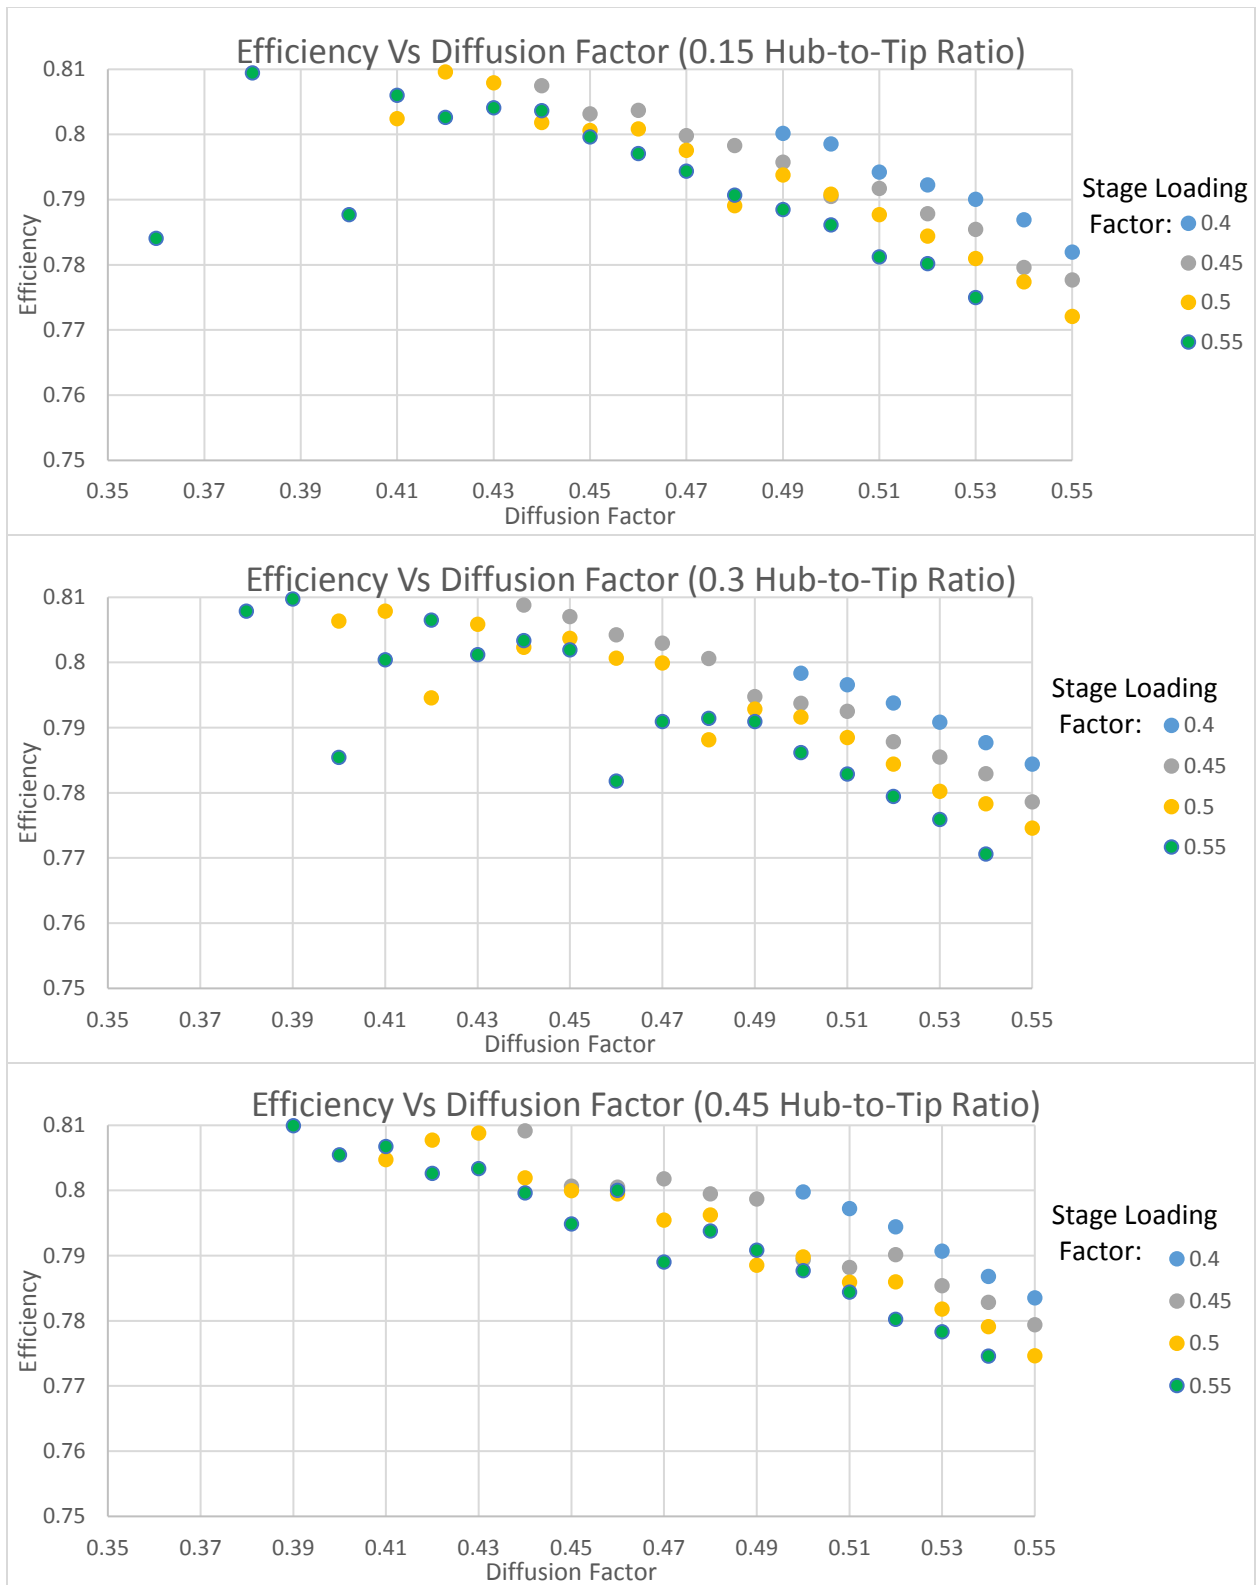 Efficiency Vs Diffusion Factor (0.15 Hub-to-Tip Ratio)
0.81
0.8
0.79
0.78
0.77
0.76
0.75
Efficiency
0.35 0.37 0.39 0.41 0.43 0.45 0.47 0.49 0.51 0.53 0.55
Diffusion Factor
Stage Loading
Factor:
0.4
0.45
0.5
0.55
Efficiency Vs Diffusion Factor (0.3 Hub-to-Tip Ratio)
0.81
0.8
0.79
0.78
0.77
0.76
0.75
Efficiency
0.35 0.37 0.39 0.41 0.43 0.45 0.47 0.49 0.51 0.53 0.55
Diffusion Factor
Stage Loading
Factor:
0.4
0.45
0.5
0.55
Efficiency Vs Diffusion Factor (0.45 Hub-to-Tip Ratio)
0.81
0.8
0.79
0.78
0.77
0.76
0.75
Efficiency
0.35 0.37 0.39 0.41 0.43 0.45 0.47 0.49 0.51 0.53 0.55
Diffusion Factor
Stage Loading
Factor:
0.4
0.45
0.5
0.55